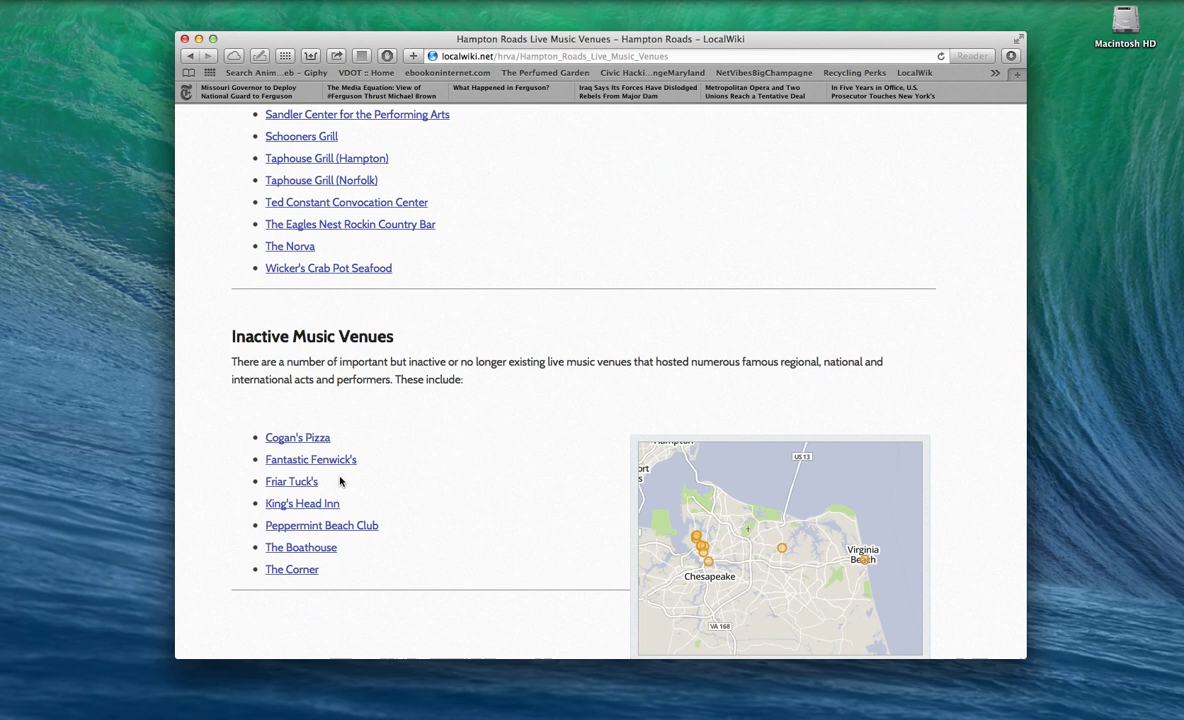 Hampton Roads Live Music Venues – Hampton Roads – LocalWiki
Macintosh HD
localwiki.net/hrva/Hampton_Roads_Live_Music_Venues
Reader
Search Anim...eb - Giphy
VDOT :: Home
ebookoninternet.com
The Perfumed Garden
Civic Hacki...ngeMaryland
NetVibesBigChampagne
Recycling Perks
LocalWik
Missouri Governor to Deploy
National Guard to Ferguson
The Media Equation: View of
#Ferguson Thrust Michael Brown
What Happened in Ferguson?
Iraq Says Its Forces Have Dislodged
Rebels From Major Dam
Metropolitan Opera and Two
Unions Reach a Tentative Deal
In Five Years in Office, U.S.
Prosecutor Touches New York's
Sandler Center for the Performing Arts
Schooners Grill
Taphouse Grill (Hampton)
Taphouse Grill (Norfolk)
Ted Constant Convocation Center
The Eagles Nest Rockin Country Bar
The Norva
Wicker's Crab Pot Seafood
Inactive Music Venues
There are a number of important but inactive or no longer existing live music venues that hosted numerous famous regional, national and
international acts and performers. These include:
Cogan's Pizza
Fantastic Fenwick's
Friar Tuck's
King's Head Inn
Peppermint Beach Club
The Boathouse
The Corner
Hampton
ort
s
US 13
Virginia
Beach
Chesapeake
VA 168